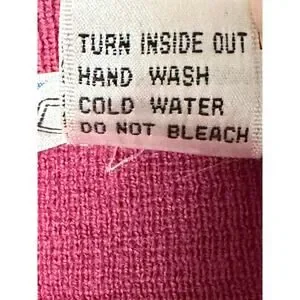 TURN INSIDE OUT
HAND WASH
COLD WATER
DO NOT BLEACH